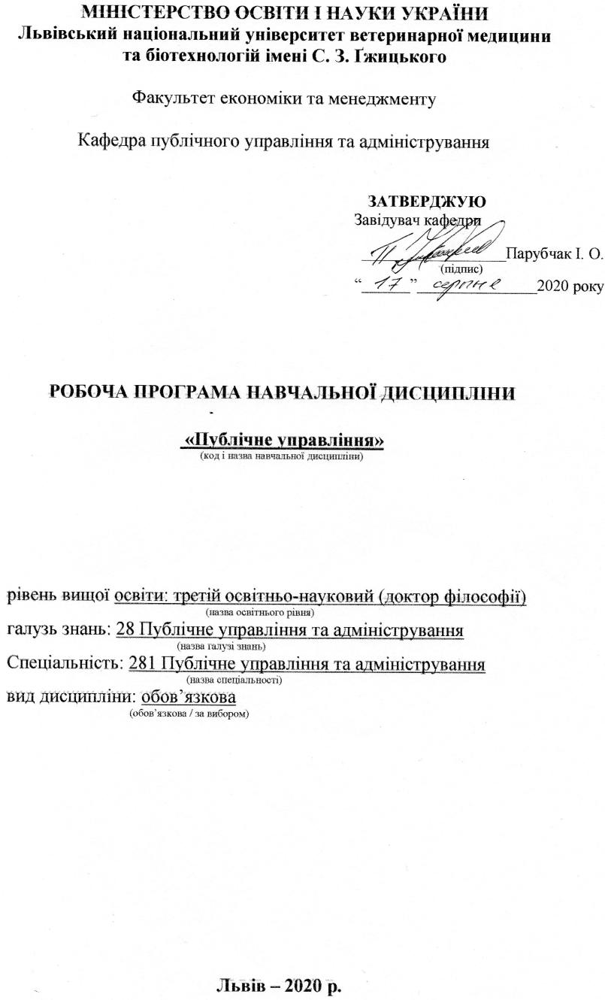 МІНІСТЕРСТВО ОСВІТИ І НАУКИ УКРАЇНИ
Львівський національний університет ветеринарної медицини
та біотехнологій імені С. З. Ґжицького
Факультет економіки та менеджменту
Кафедра публічного управління та адміністрування
ЗАТВЕРДЖУЮ
Завідувач кафедри
Парубчак І. О.
(підпис)
“ 17 ” серпня 2020 року
РОБОЧА ПРОГРАМА НАВЧАЛЬНОЇ ДИСЦИПЛІНИ
«Публічне управління»
(код і назва навчальної дисципліни)
рівень вищої освіти: третій освітньо-науковий (доктор філософії)
(назва освітнього рівня)
галузь знань: 28 Публічне управління та адміністрування
(назва галузі знань)
Спеціальність: 281 Публічне управління та адміністрування
(назва спеціальності)
вид дисципліни: обов’язкова
(обов’язкова / за вибором)
Львів – 2020 р.